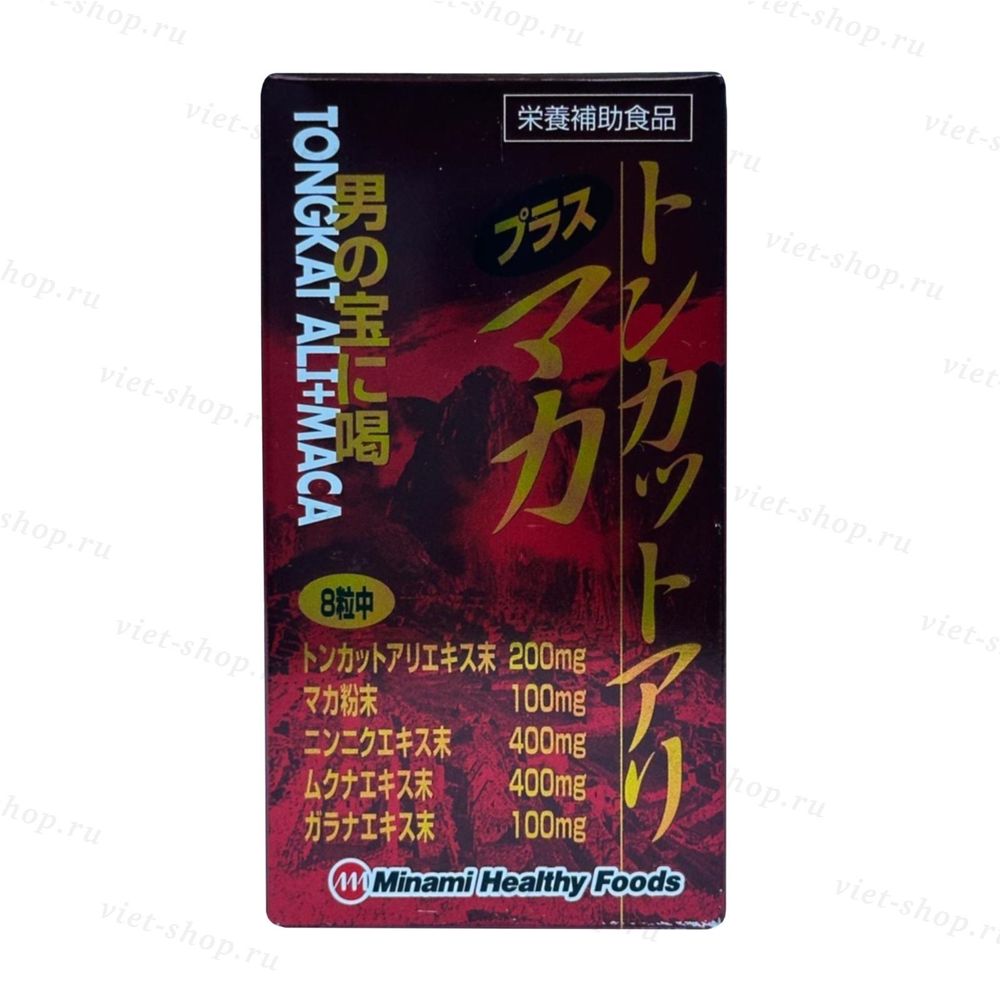 栄養補助食品
トンカットアリ
プラス
マカ
男の宝に喝
TONGKAT ALI+MACA
8粒中
トンカットアリエキス末 200mg
マカ粉末 100mg
ニンニクエキス末 400mg
ムクナエキス末 400mg
ガラナエキス末 100mg
Minami Healthy Foods
viet-shop.ru